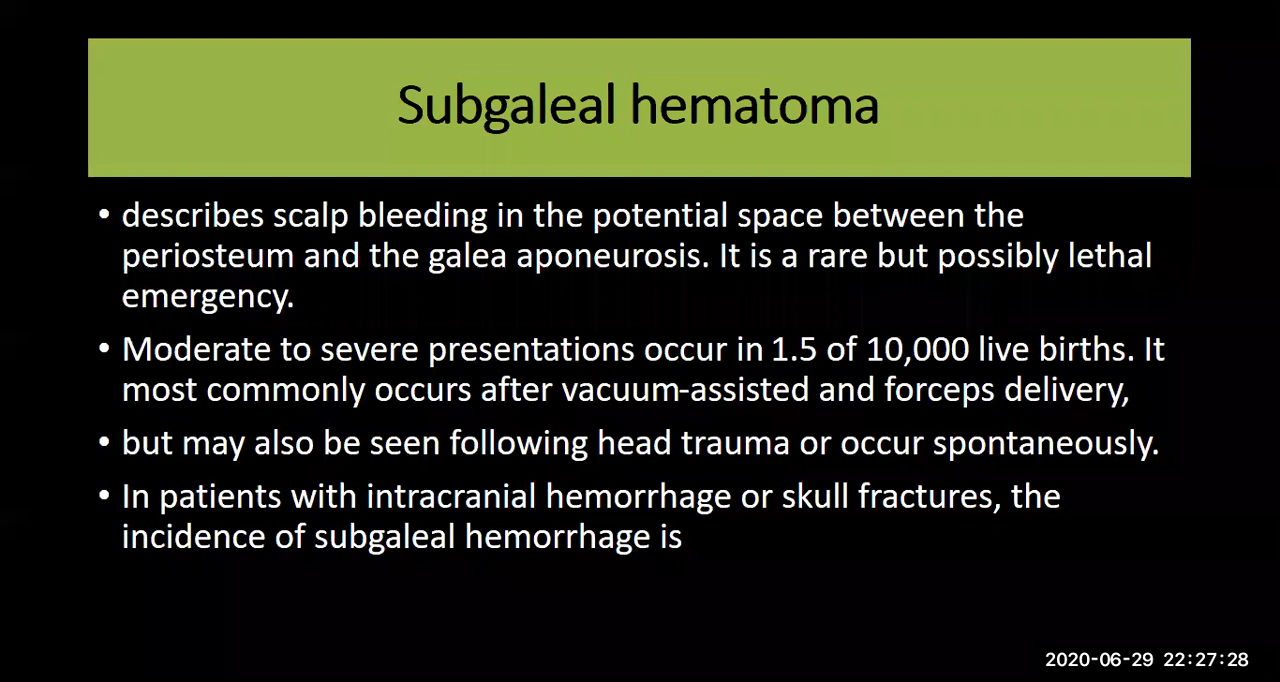 Subgaleal hematoma
• describes scalp bleeding in the potential space between the
periosteum and the galea aponeurosis. It is a rare but possibly lethal
emergency.
• Moderate to severe presentations occur in 1.5 of 10,000 live births. It
most commonly occurs after vacuum-assisted and forceps delivery,
• but may also be seen following head trauma or occur spontaneously.
• In patients with intracranial hemorrhage or skull fractures, the
incidence of subgaleal hemorrhage is
2020-06-29 22:27:28